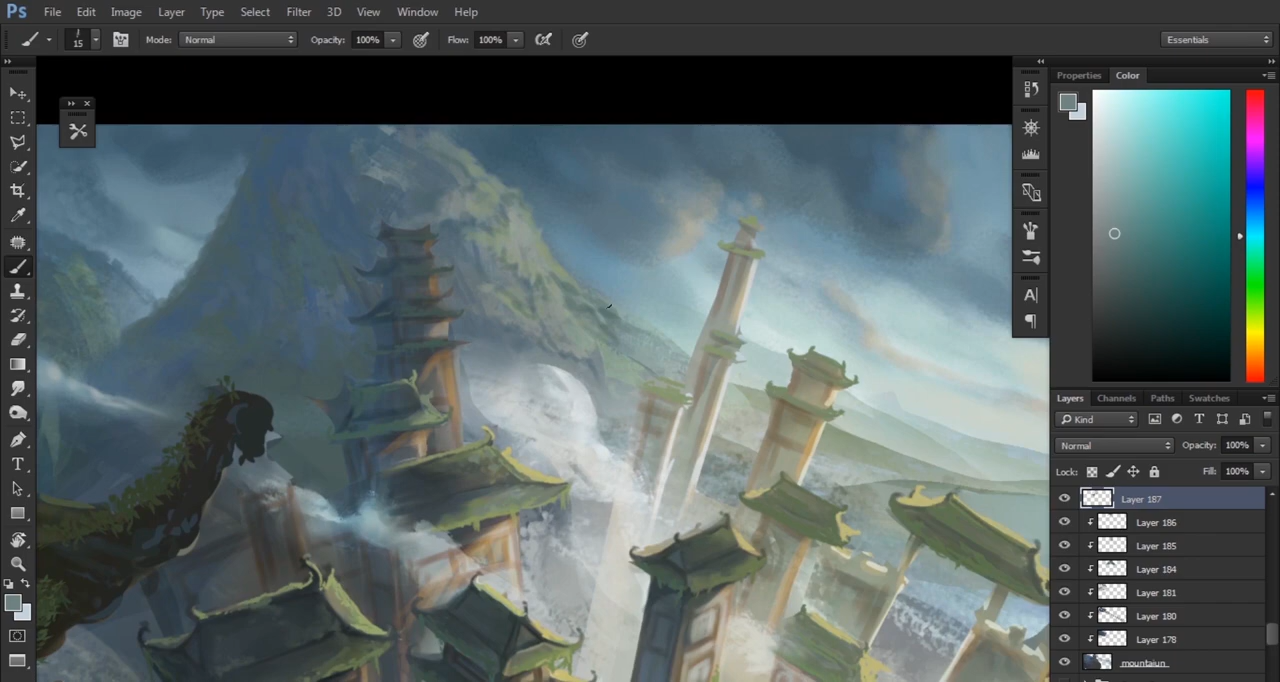 Ps File Edit Image Layer Type Select Filter 3D View Window Help
15 Mode: Normal Opacity: 100% Flow: 100% Essentials
Properties Color
Layers Channels Paths Swatches
Kind
Normal Opacity: 100%
Lock: Fill: 100%
Layer 187
Layer 186
Layer 185
Layer 184
Layer 181
Layer 180
Layer 178
mountaiun